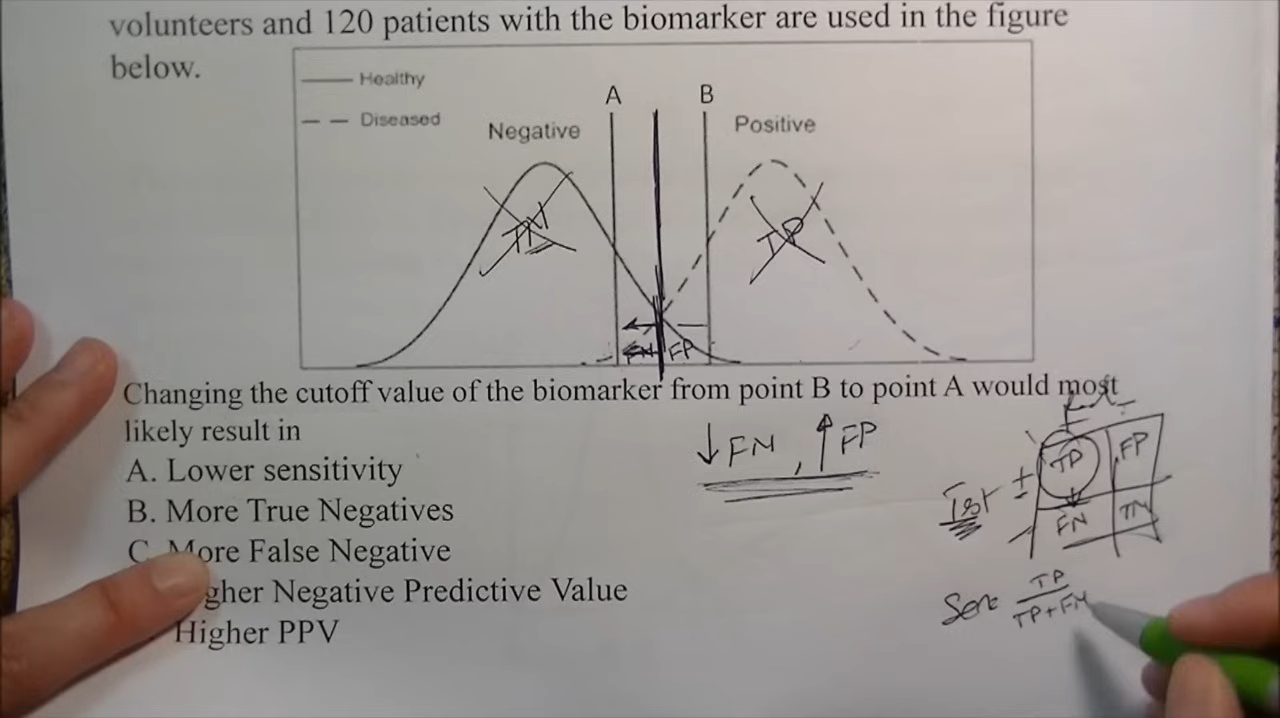 volunteers and 120 patients with the biomarker are used in the figure
below.
Healthy
Diseased
A
B
Negative
Positive
TN
TP
FN FP
Changing the cutoff value of the biomarker from point B to point A would most
likely result in
A. Lower sensitivity
B. More True Negatives
C. More False Negative
gher Negative Predictive Value
Higher PPV
↓FN, ↑FP
Test
+ TP FP
- FN TN
TP
TP+FN